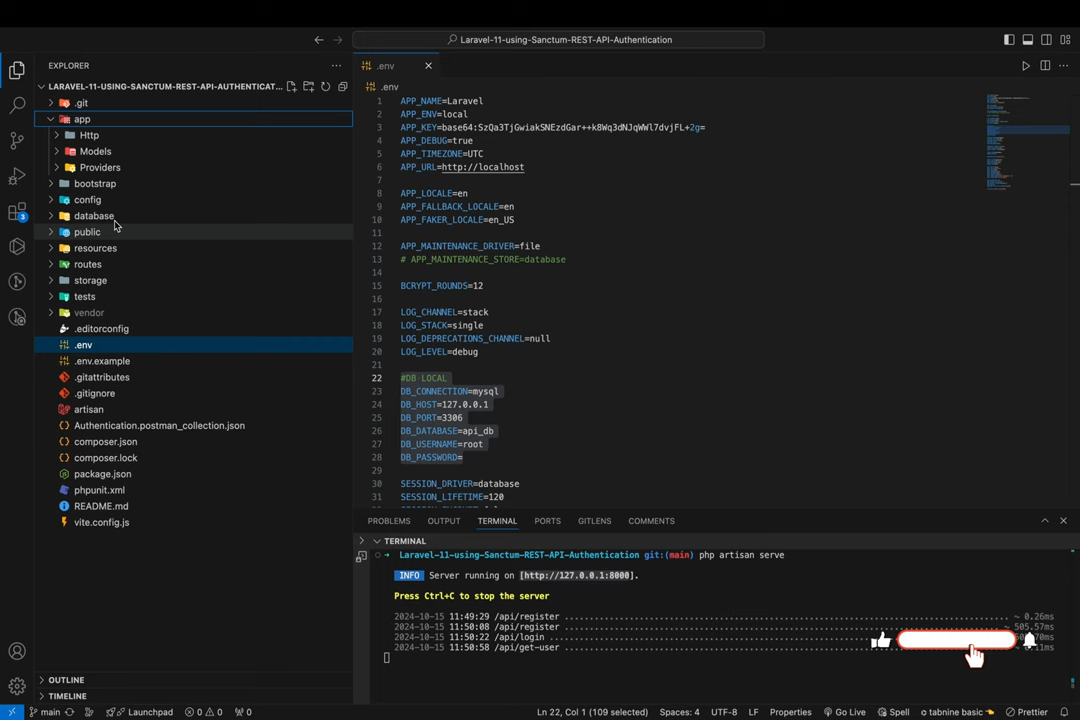 Laravel-11-using-Sanctum-REST-API-Authentication
EXPLORER
LARAVEL-11-USING-SANCTUM-REST-API-AUTHENTICAT...
.git
app
Http
Models
Providers
bootstrap
config
database
public
resources
routes
storage
tests
vendor
.editorconfig
.env
.env.example
.gitattributes
.gitignore
artisan
Authentication.postman_collection.json
composer.json
composer.lock
package.json
phpunit.xml
README.md
vite.config.js
OUTLINE
TIMELINE
3
.env
.env
1 APP_NAME=Laravel
2 APP_ENV=local
3 APP_KEY=base64:SzQa3TjGwiakSNEzdGar++k8Wq3dNJqWWl7dvjFL+2g=
4 APP_DEBUG=true
5 APP_TIMEZONE=UTC
6 APP_URL=http://localhost
7
8 APP_LOCALE=en
9 APP_FALLBACK_LOCALE=en
10 APP_FAKER_LOCALE=en_US
11
12 APP_MAINTENANCE_DRIVER=file
13 # APP_MAINTENANCE_STORE=database
14
15 BCRYPT_ROUNDS=12
16
17 LOG_CHANNEL=stack
18 LOG_STACK=single
19 LOG_DEPRECATIONS_CHANNEL=null
20 LOG_LEVEL=debug
21
22 #DB LOCAL
23 DB_CONNECTION=mysql
24 DB_HOST=127.0.0.1
25 DB_PORT=3306
26 DB_DATABASE=api_db
27 DB_USERNAME=root
28 DB_PASSWORD=
29
30 SESSION_DRIVER=database
31 SESSION_LIFETIME=120
PROBLEMS OUTPUT TERMINAL PORTS GITLENS COMMENTS
TERMINAL
Laravel-11-using-Sanctum-REST-API-Authentication git:(main) php artisan serve
INFO Server running on [http://127.0.0.1:8000].
Press Ctrl+C to stop the server
2024-10-15 11:49:29 /api/register ~ 0.26ms
2024-10-15 11:50:08 /api/register ~ 505.57ms
2024-10-15 11:50:22 /api/login
2024-10-15 11:50:58 /api/get-user
main Launchpad 0 0 0 Ln 22, Col 1 (109 selected) Spaces: 4 UTF-8 LF Properties Go Live Spell tabnine basic Prettier